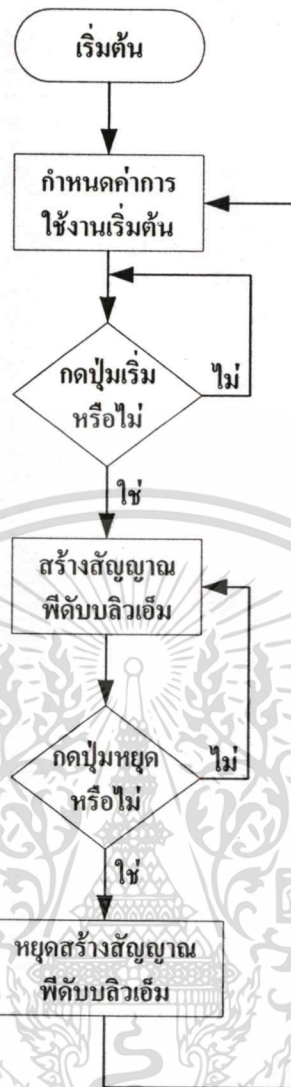 เริ่มต้น
กำหนดค่าการ
ใช้งานเริ่มต้น
กดปุ่มเริ่ม
หรือไม่
ไม่
ใช่
สร้างสัญญาณ
พีดับบลิวเอ็ม
กดปุ่มหยุด
หรือไม่
ไม่
ใช่
หยุดสร้างสัญญาณ
พีดับบลิวเอ็ม